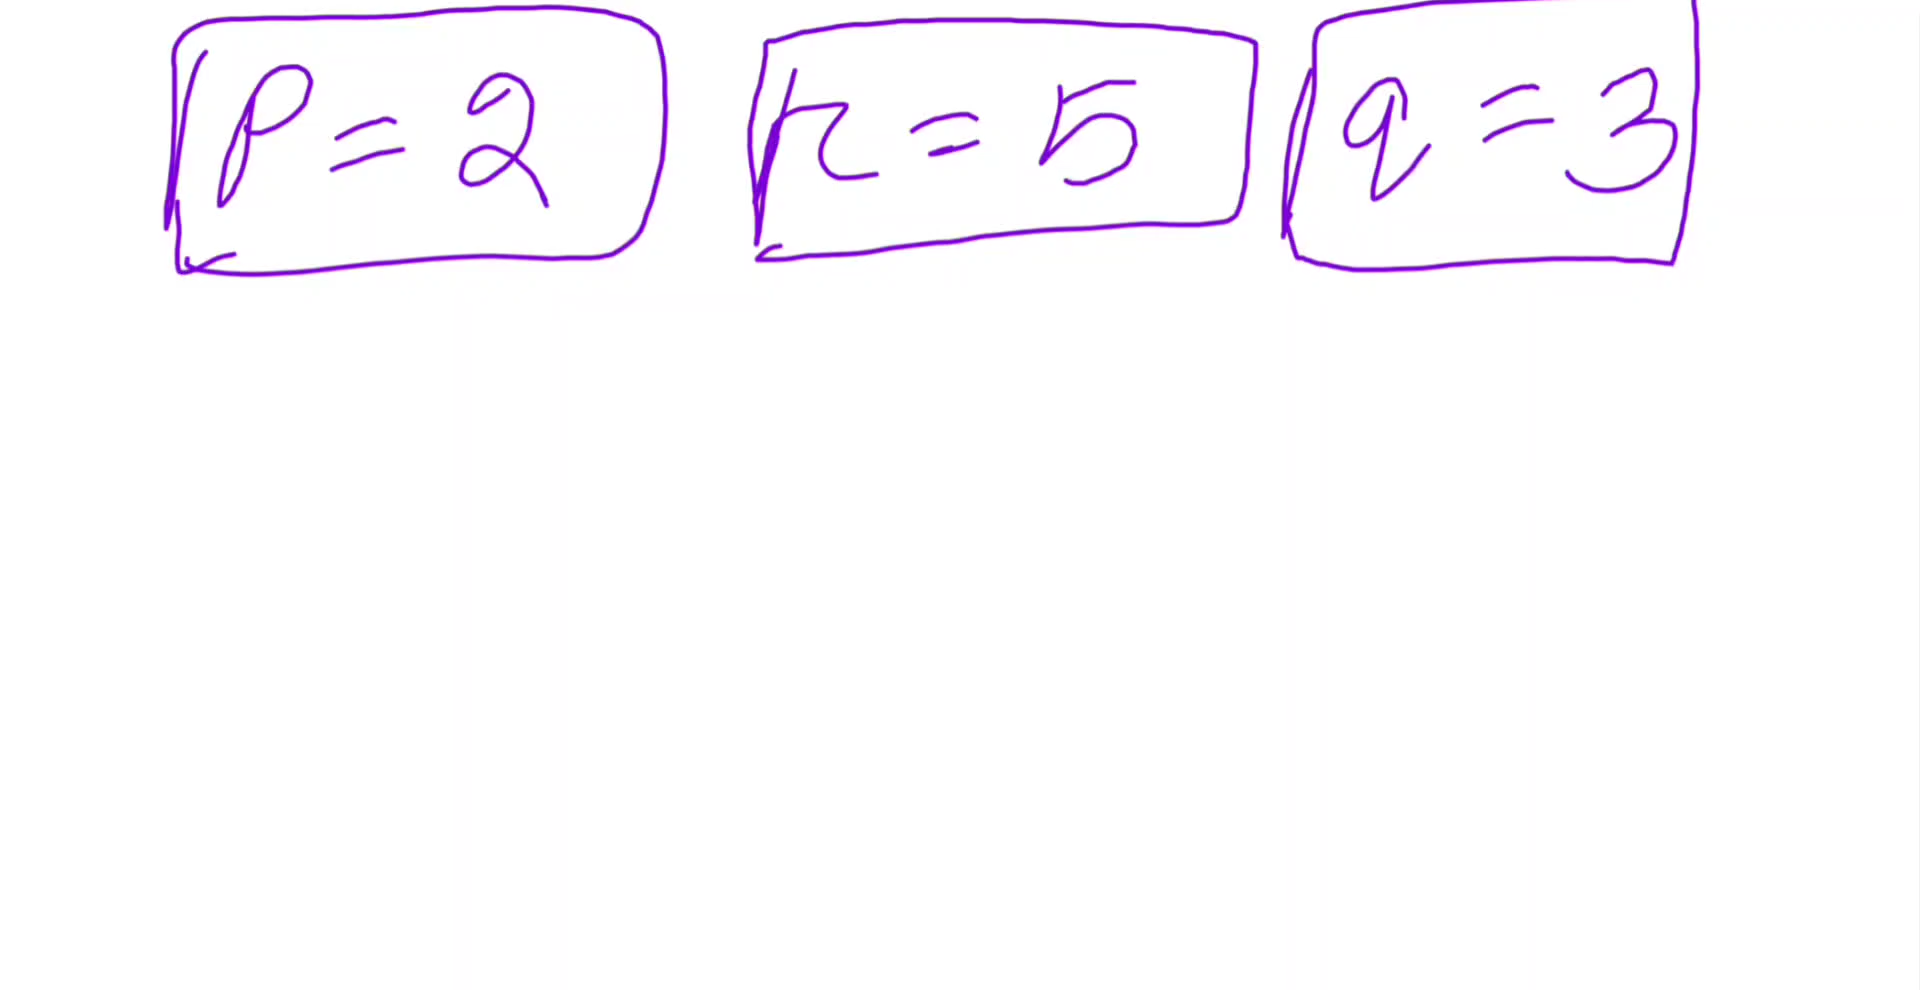 p = 2 r = 5 q = 3